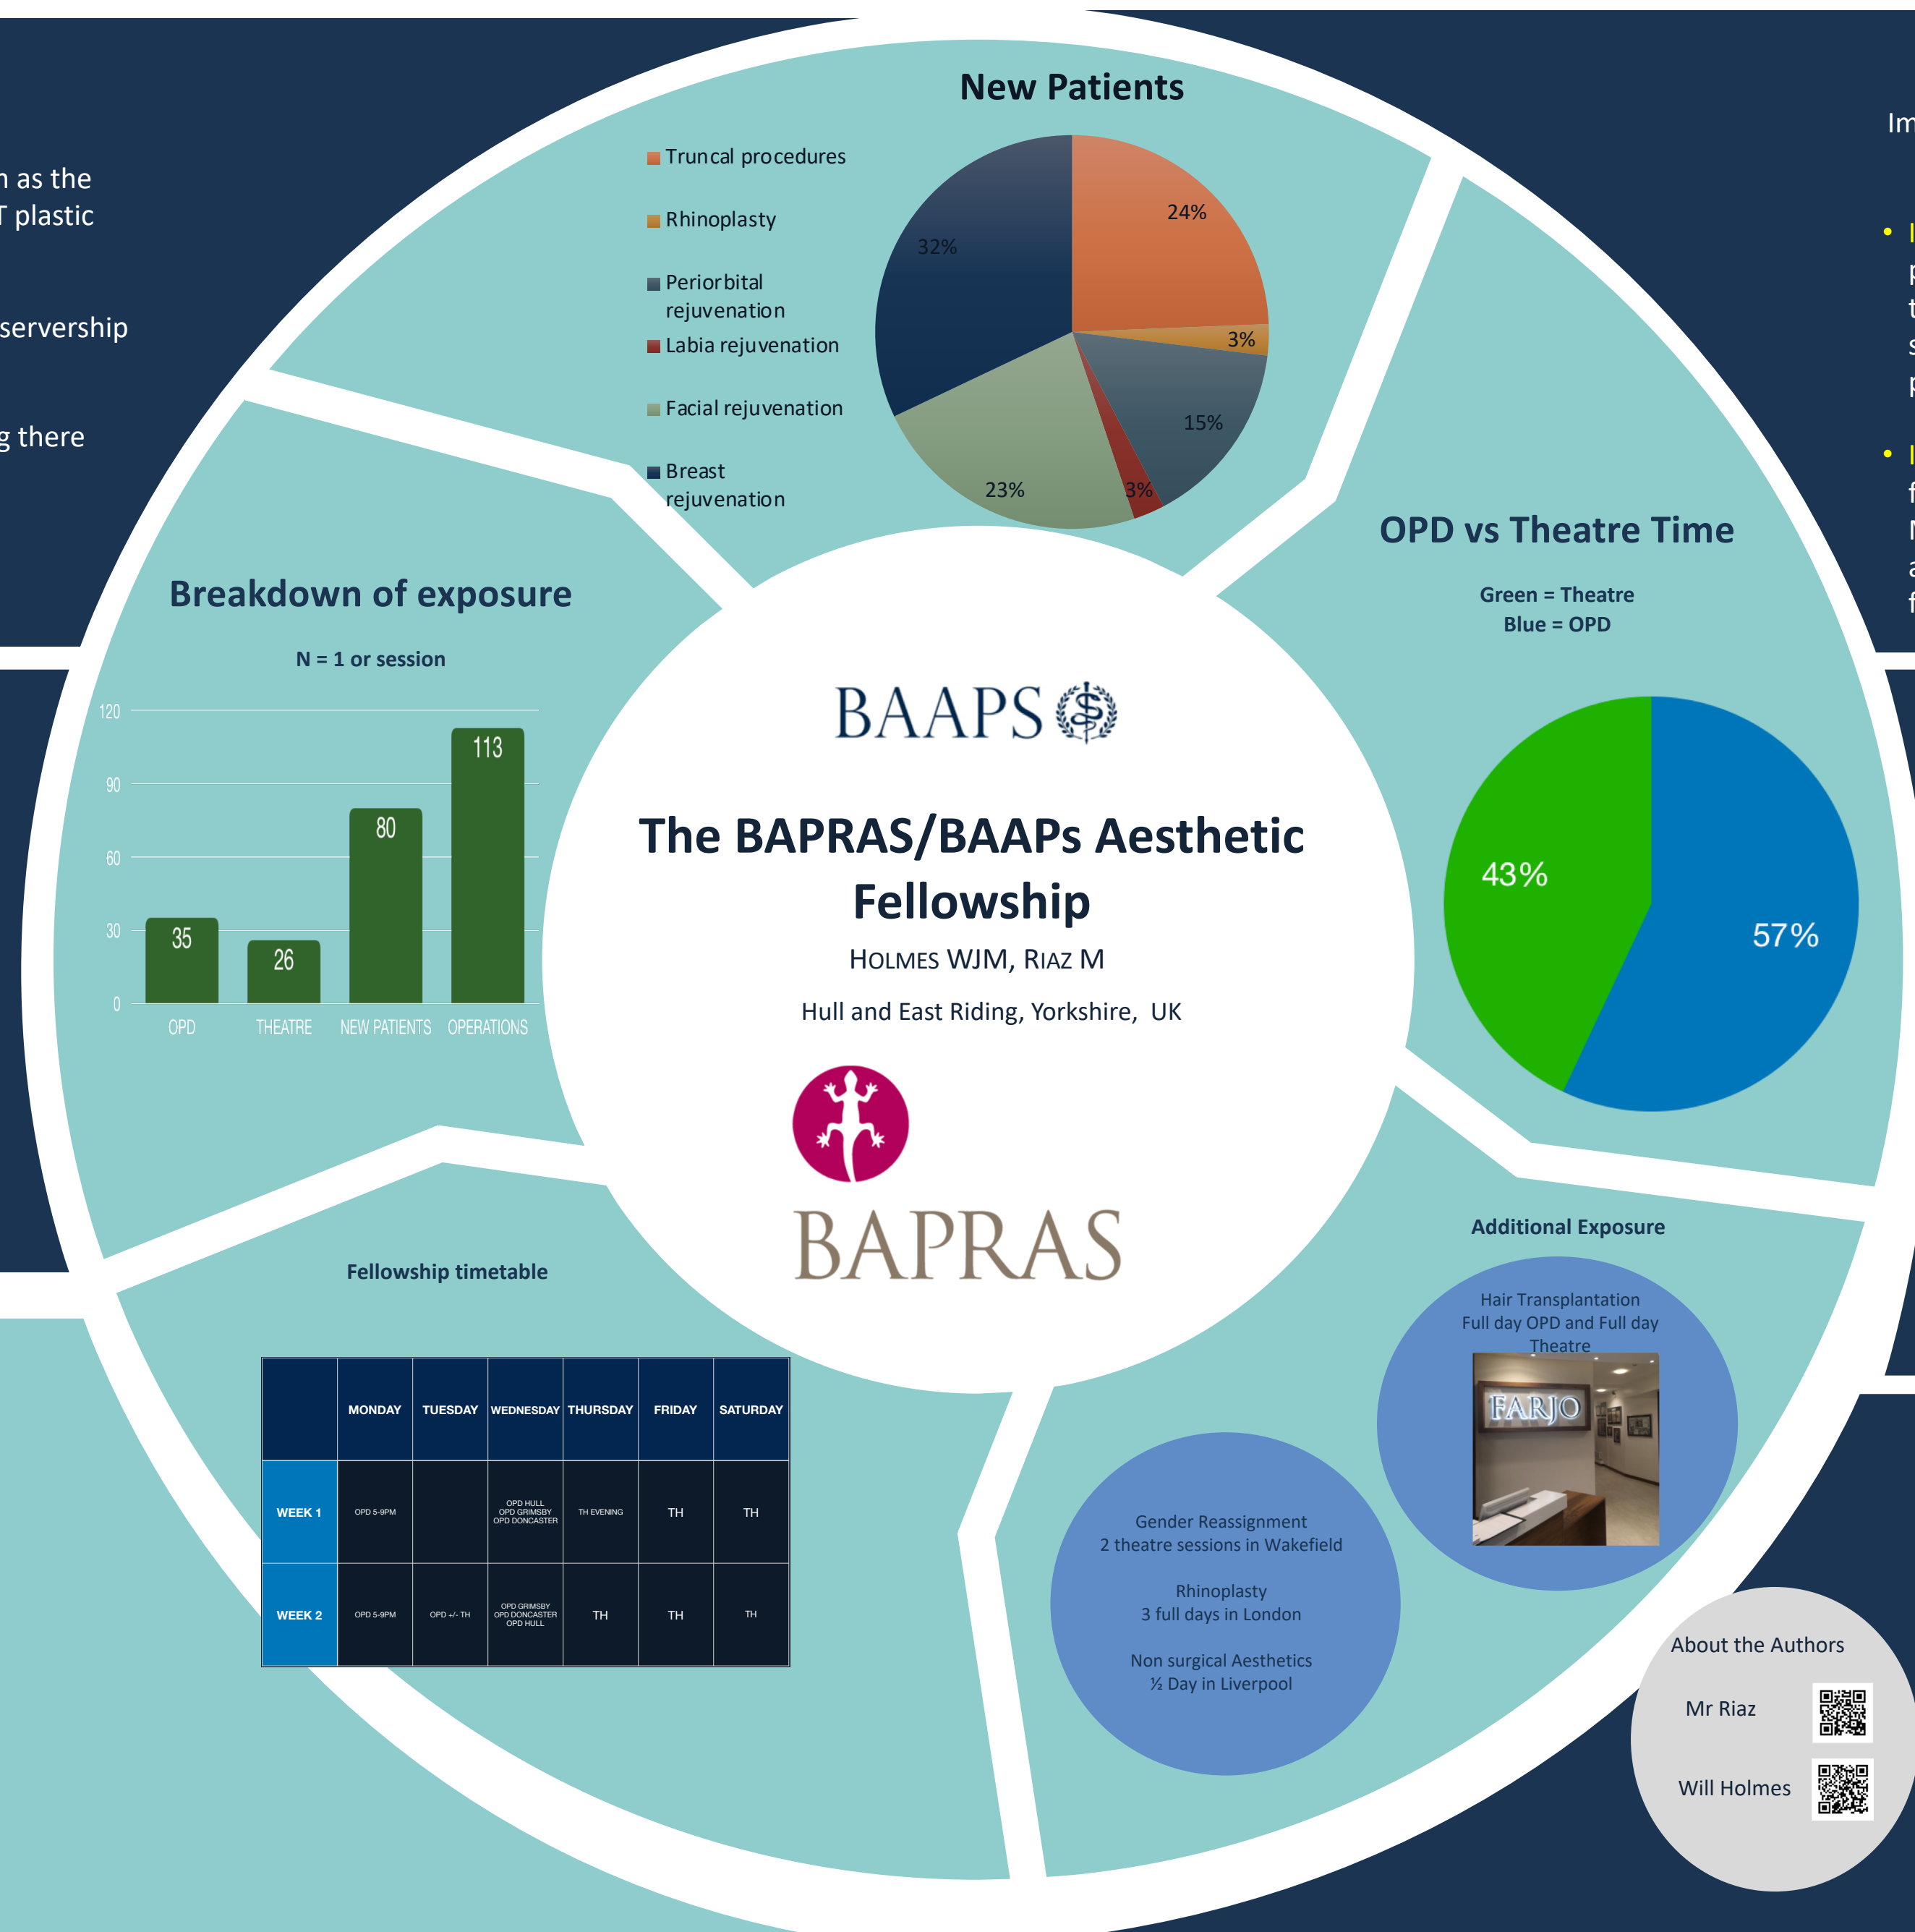 n as the
T plastic
servership
g there
New Patients
Truncal procedures
Rhinoplasty
Periorbital
rejuvenation
Labia rejuvenation
Facial rejuvenation
Breast
rejuvenation
24%
3%
15%
3%
23%
32%
Im
OPD vs Theatre Time
Green = Theatre
Blue = OPD
43%
57%
Breakdown of exposure
N = 1 or session
120
90
60
30
0
35
26
80
113
OPD THEATRE NEW PATIENTS OPERATIONS
BAAPS
The BAPRAS/BAAPs Aesthetic
Fellowship
HOLMES WJM, RIAZ M
Hull and East Riding, Yorkshire, UK
BAPRAS
Fellowship timetable
MONDAY TUESDAY WEDNESDAY THURSDAY FRIDAY SATURDAY
WEEK 1
OPD 5-9PM
OPD HULL
OPD GRIMSBY
OPD DONCASTER
TH EVENING
TH
TH
WEEK 2
OPD 5-9PM
OPD +/- TH
OPD GRIMSBY
OPD DONCASTER
OPD HULL
TH
TH
TH
Additional Exposure
Hair Transplantation
Full day OPD and Full day
Theatre
FARJO
Gender Reassignment
2 theatre sessions in Wakefield
Rhinoplasty
3 full days in London
Non surgical Aesthetics
½ Day in Liverpool
About the Authors
Mr Riaz
Will Holmes